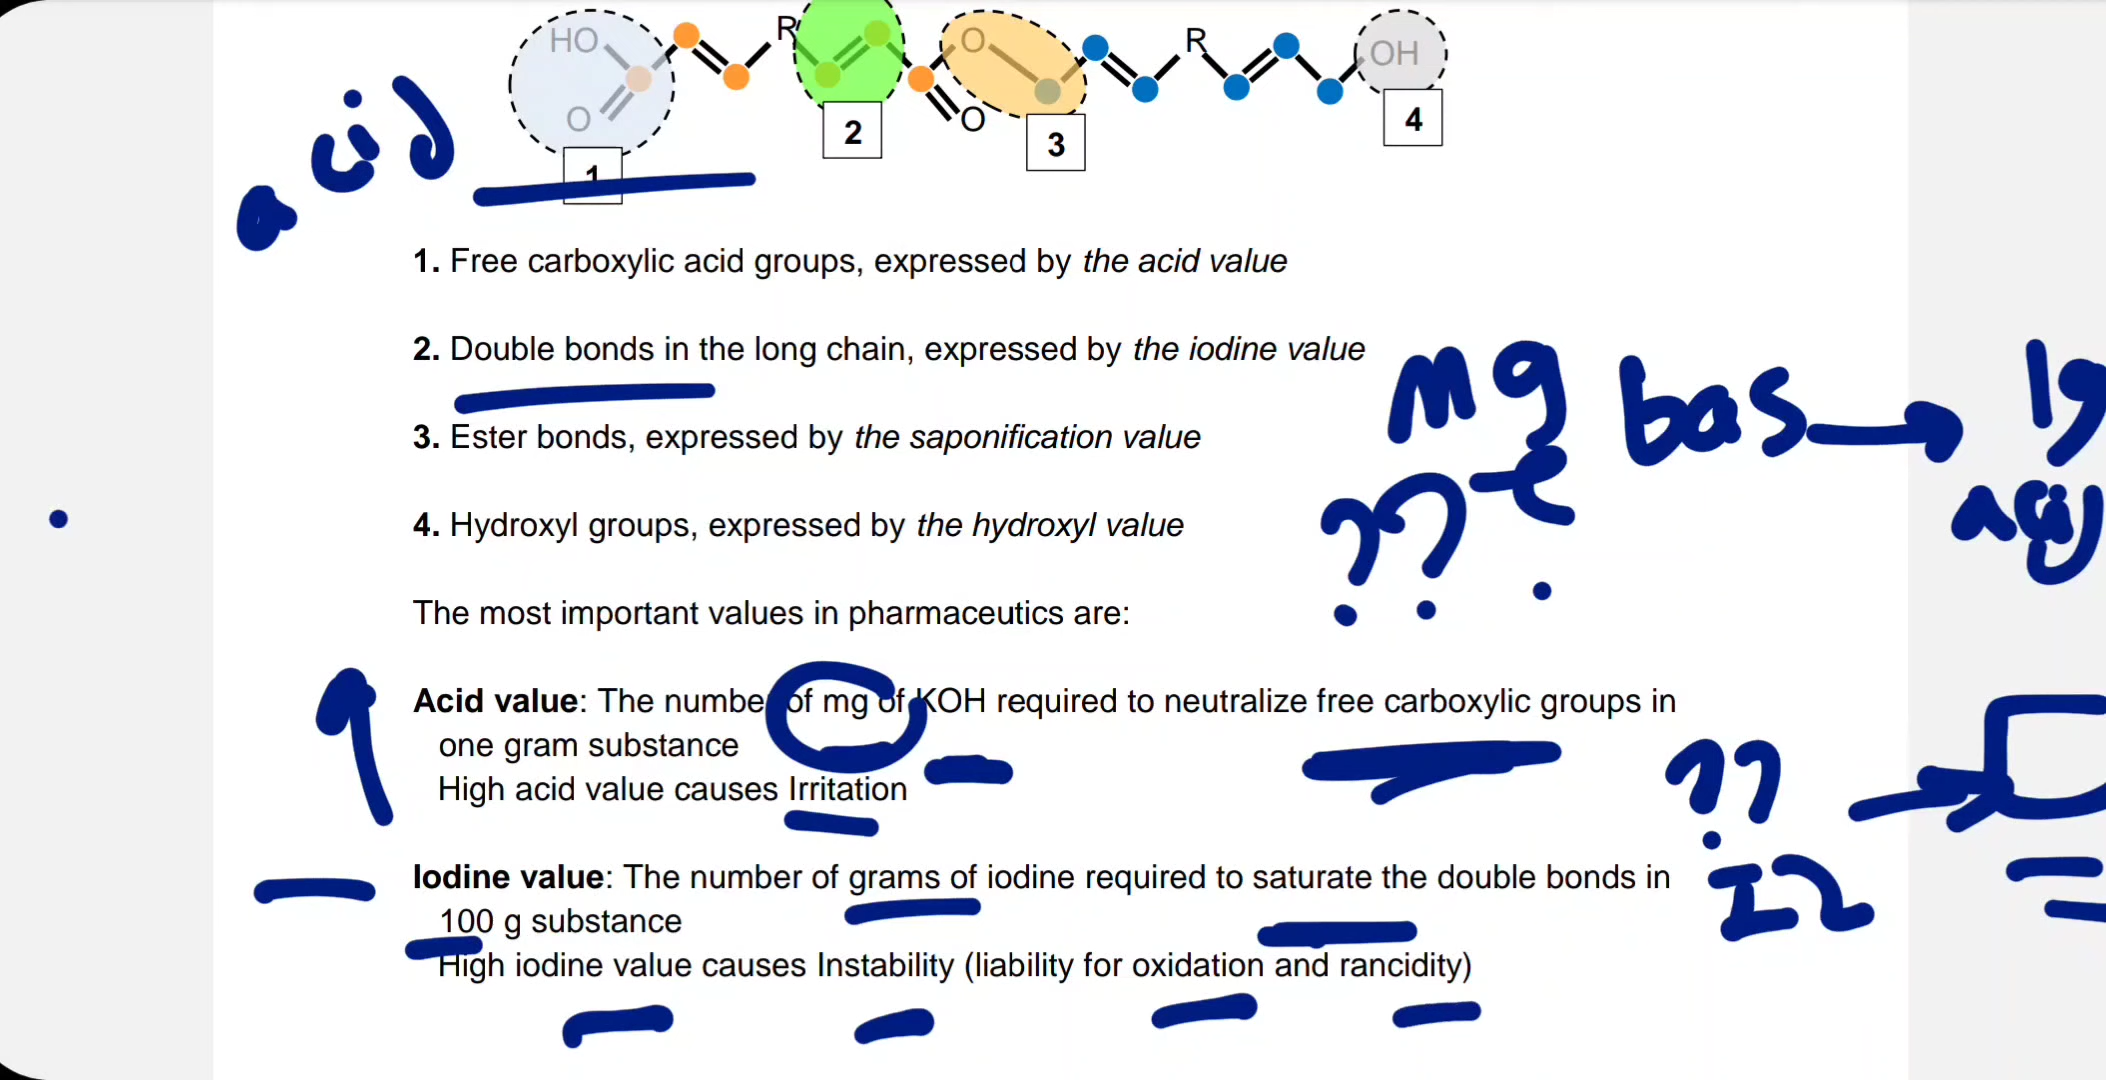 HO R O R OH
O 2 O 3 4
1
acid
1. Free carboxylic acid groups, expressed by the acid value
2. Double bonds in the long chain, expressed by the iodine value
mg base → 1g
3. Ester bonds, expressed by the saponification value
4. Hydroxyl groups, expressed by the hydroxyl value
??
The most important values in pharmaceutics are:
Acid value: The number of mg of KOH required to neutralize free carboxylic groups in
one gram substance
High acid value causes Irritation
??
Iodine value: The number of grams of iodine required to saturate the double bonds in
I2
100 g substance
High iodine value causes Instability (liability for oxidation and rancidity)